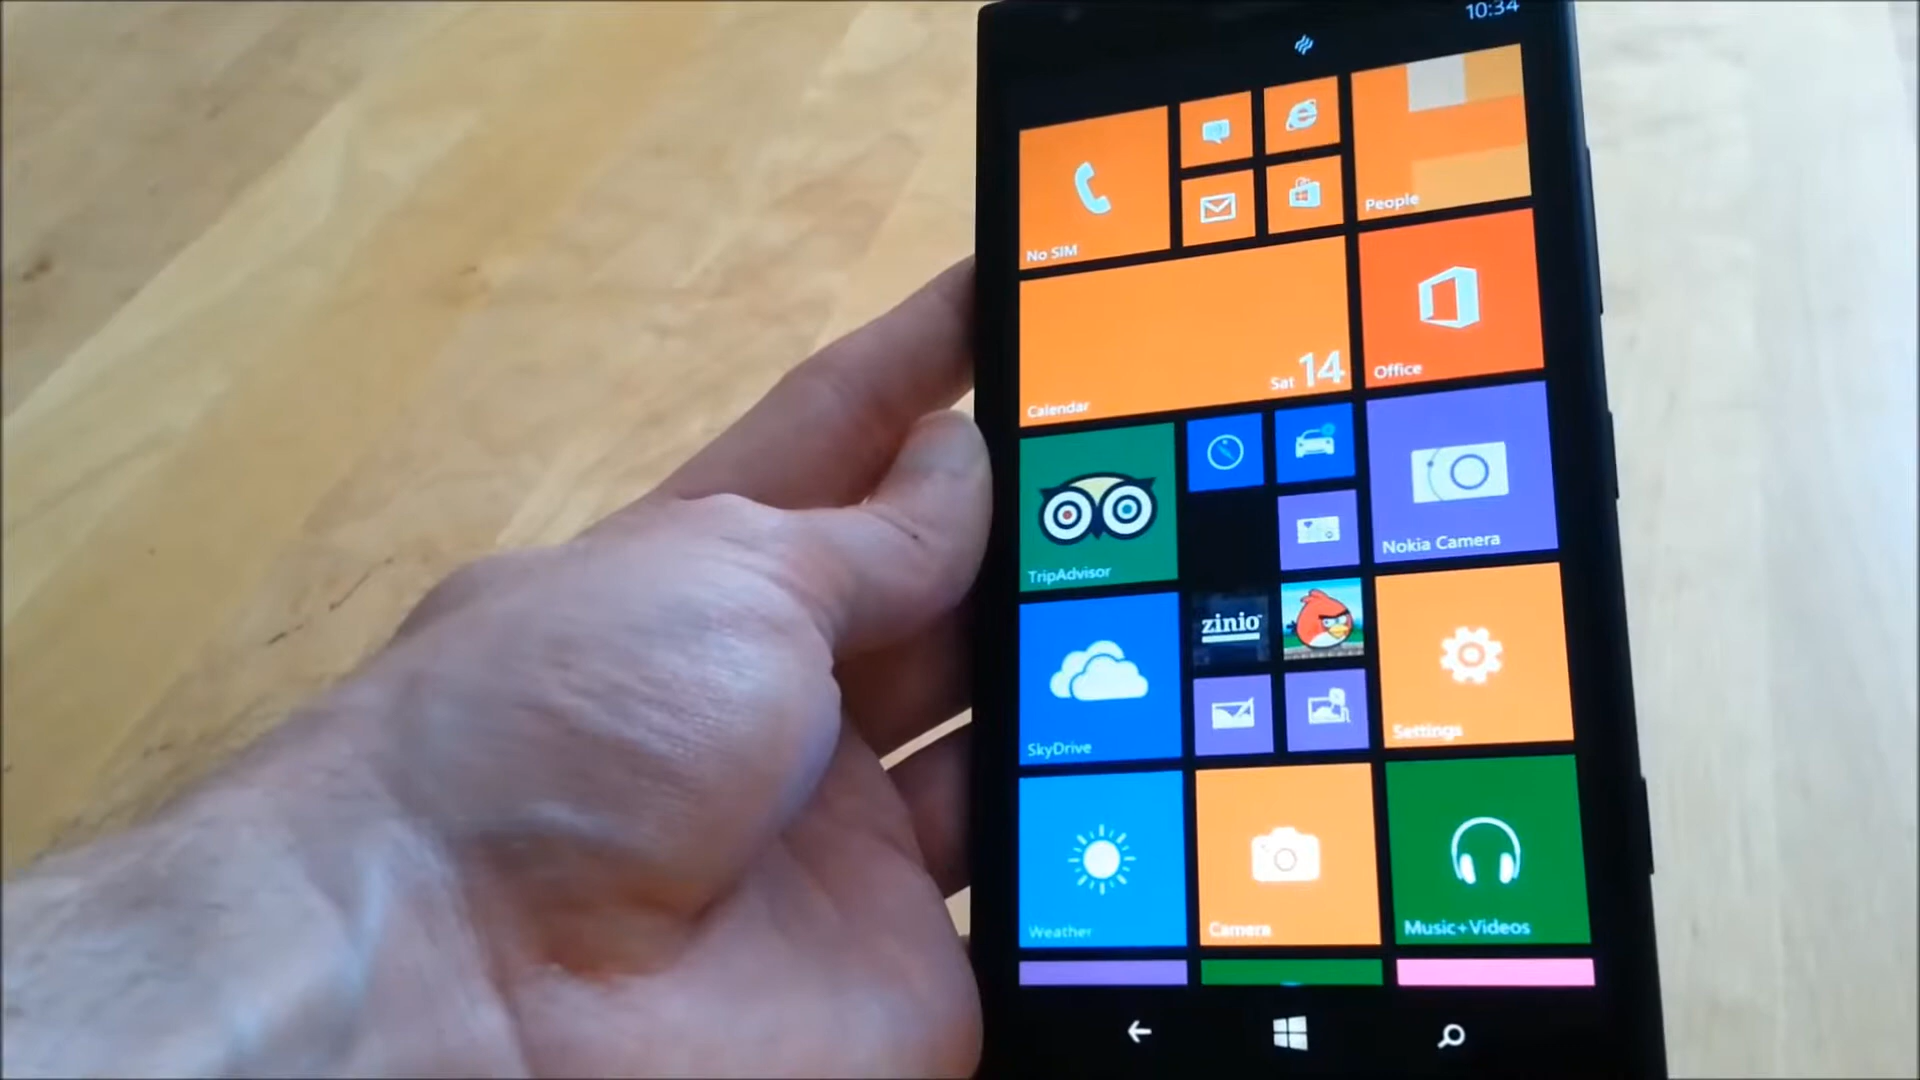 10:34
People
No SIM
Sat 14
Calendar
Office
TripAdvisor
Nokia Camera
zinio
SkyDrive
Settings
Weather
Camera
Music+Videos